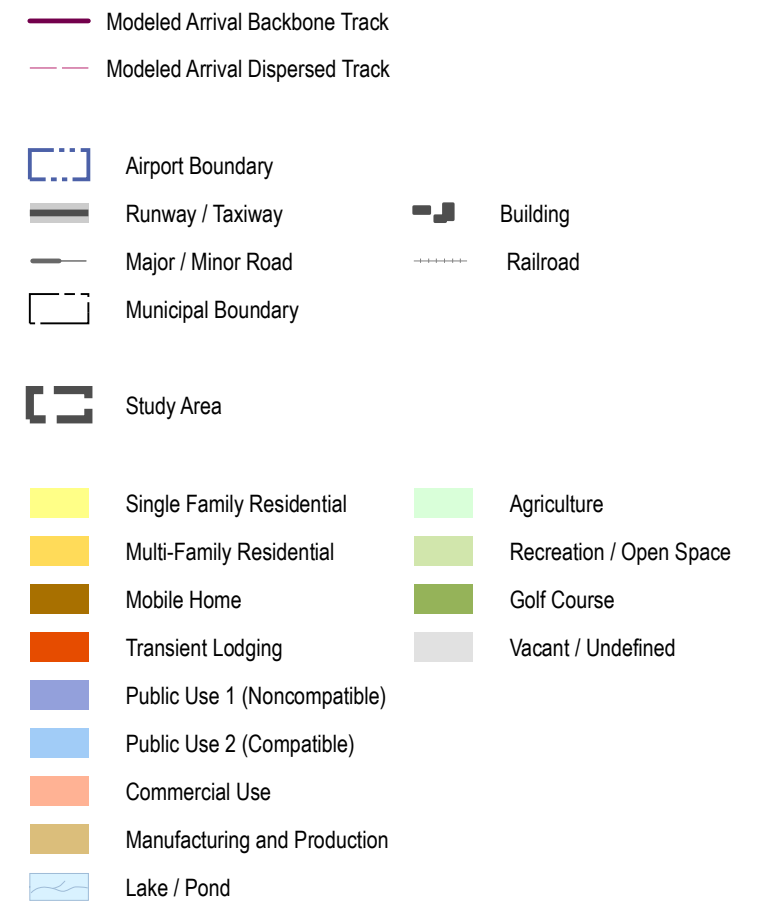 Modeled Arrival Backbone Track
Modeled Arrival Dispersed Track
Airport Boundary
Runway / Taxiway
Building
Major / Minor Road
Railroad
Municipal Boundary
Study Area
Single Family Residential
Agriculture
Multi-Family Residential
Recreation / Open Space
Mobile Home
Golf Course
Transient Lodging
Vacant / Undefined
Public Use 1 (Noncompatible)
Public Use 2 (Compatible)
Commercial Use
Manufacturing and Production
Lake / Pond